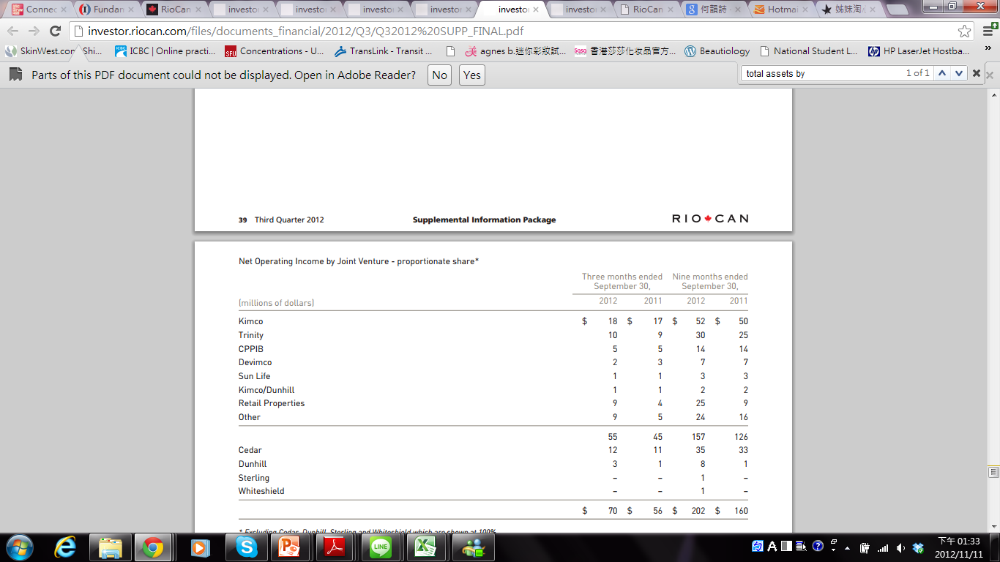 Connec Fundan RioCan investo investo investo investo investo investo RioCan 何韻詩 - Hotmai 姊妹淘
investor.riocan.com/files/documents_financial/2012/Q3/Q32012%20SUPP_FINAL.pdf
SkinWest.com Shi... ICBC | Online practi... SFU Concentrations - U... TransLink - Transit ... agnes b.迷你彩妝試... Sasa 香港莎莎化妝品官方... Beautiology National Student L... hp HP LaserJet Hostba... »
Parts of this PDF document could not be displayed. Open in Adobe Reader? No Yes total assets by 1 of 1
39 Third Quarter 2012 Supplemental Information Package RIO CAN
Net Operating Income by Joint Venture - proportionate share*
Three months ended Nine months ended
September 30, September 30,
(millions of dollars) 2012 2011 2012 2011
Kimco $ 18 $ 17 $ 52 $ 50
Trinity 10 9 30 25
CPPIB 5 5 14 14
Devimco 2 3 7 7
Sun Life 1 1 3 3
Kimco/Dunhill 1 1 2 2
Retail Properties 9 4 25 9
Other 9 5 24 16
55 45 157 126
Cedar 12 11 35 33
Dunhill 3 1 8 1
Sterling – – 1 –
Whiteshield – – 1 –
$ 70 $ 56 $ 202 $ 160
* Excluding Cedar, Dunhill, Sterling and Whiteshield which are shown at 100%
LINE A 下午 01:33
2012/11/11